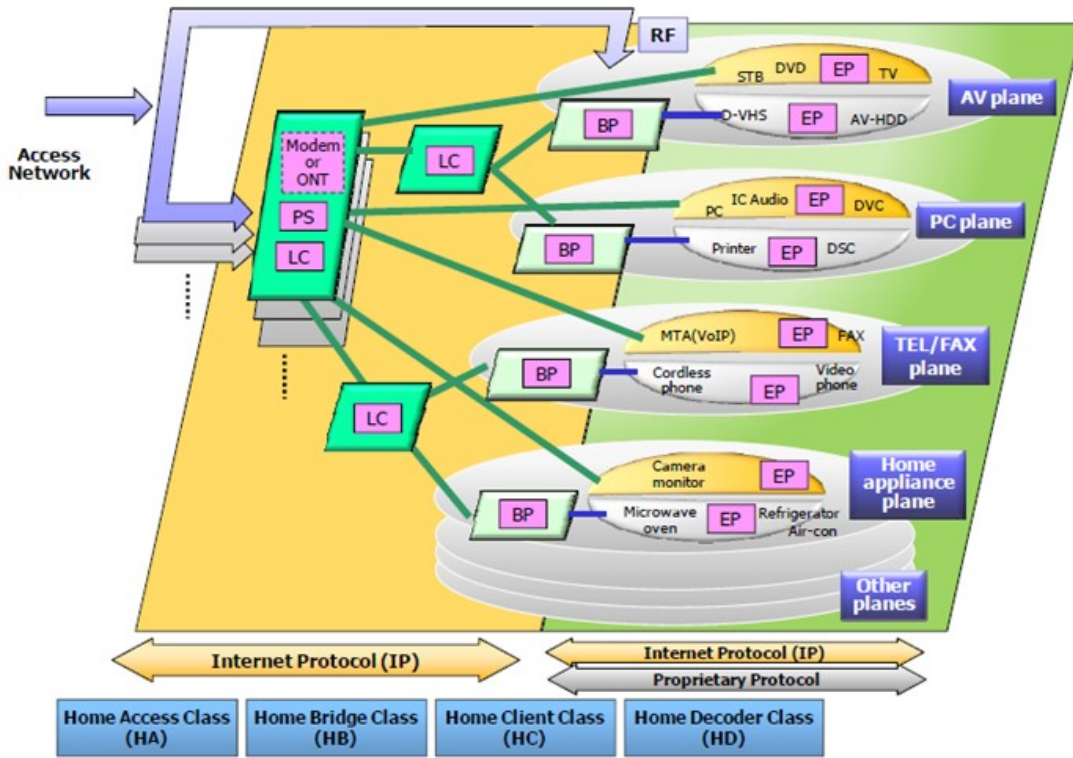 RF
Access
Network
STB
DVD
EP
TV
D-VHS
EP
AV-HDD
AV plane
Modem
or
ONT
PS
LC
LC
BP
PC
IC Audio
EP
DVC
Printer
EP
DSC
PC plane
BP
MTA(VoIP)
EP
FAX
Cordless
phone
EP
Video
phone
TEL/FAX
plane
BP
LC
Camera
monitor
EP
Microwave
oven
EP
Refrigerator
Air-con
Home
appliance
plane
BP
Other
planes
Internet Protocol (IP)
Internet Protocol (IP)
Proprietary Protocol
Home Access Class
(HA)
Home Bridge Class
(HB)
Home Client Class
(HC)
Home Decoder Class
(HD)